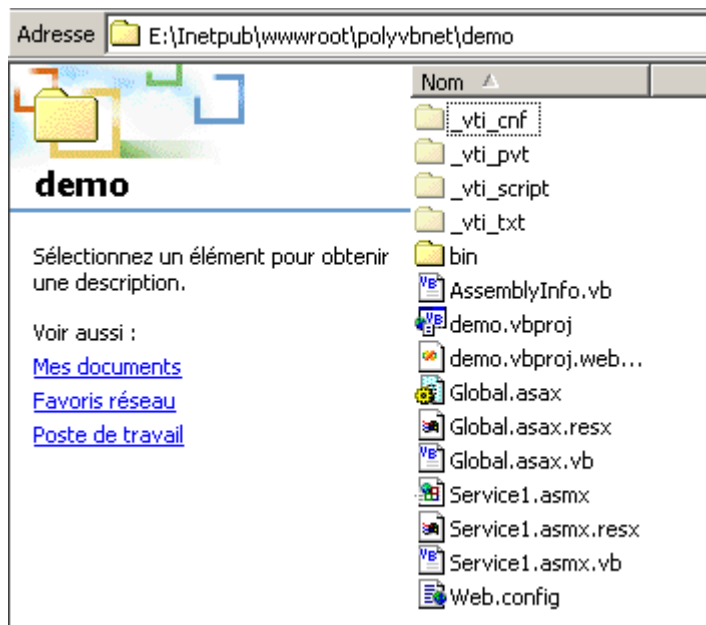 Adresse E:\Inetpub\wwwroot\polyvbnet\demo
demo
Sélectionnez un élément pour obtenir
une description.
Voir aussi :
Mes documents
Favoris réseau
Poste de travail
Nom
_vti_cnf
_vti_pvt
_vti_script
_vti_txt
bin
AssemblyInfo.vb
demo.vbproj
demo.vbproj.web...
Global.asax
Global.asax.resx
Global.asax.vb
Service1.asmx
Service1.asmx.resx
Service1.asmx.vb
Web.config